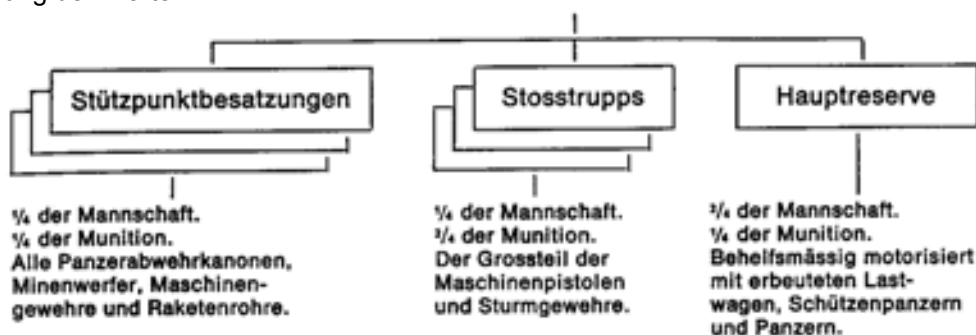 Stützpunktbesatzungen
¼ der Mannschaft.
¼ der Munition.
Alle Panzerabwehrkanonen,
Minenwerfer, Maschinen-
gewehre und Raketenrohre.
Stosstrupps
¼ der Mannschaft.
²/₄ der Munition.
Der Grossteil der
Maschinenpistolen
und Sturmgewehre.
Hauptreserve
²/₄ der Mannschaft.
¼ der Munition.
Behelfsmässig motorisiert
mit erbeuteten Last-
wagen, Schützenpanzern
und Panzern.